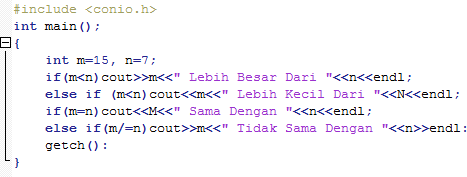 #include <conio.h>
int main();
{
int m=15, n=7;
if(m<n)cout>>m<<" Lebih Besar Dari "<<n<<endl;
else if (m<n)cout<<m<<" Lebih Kecil Dari "<<N<<endl;
if(m=n)cout<<M<<" Sama Dengan "<<n<<endl;
else if(m/=n)cout>>m<<" Tidak Sama Dengan "<<n>>endl:
getch():
}